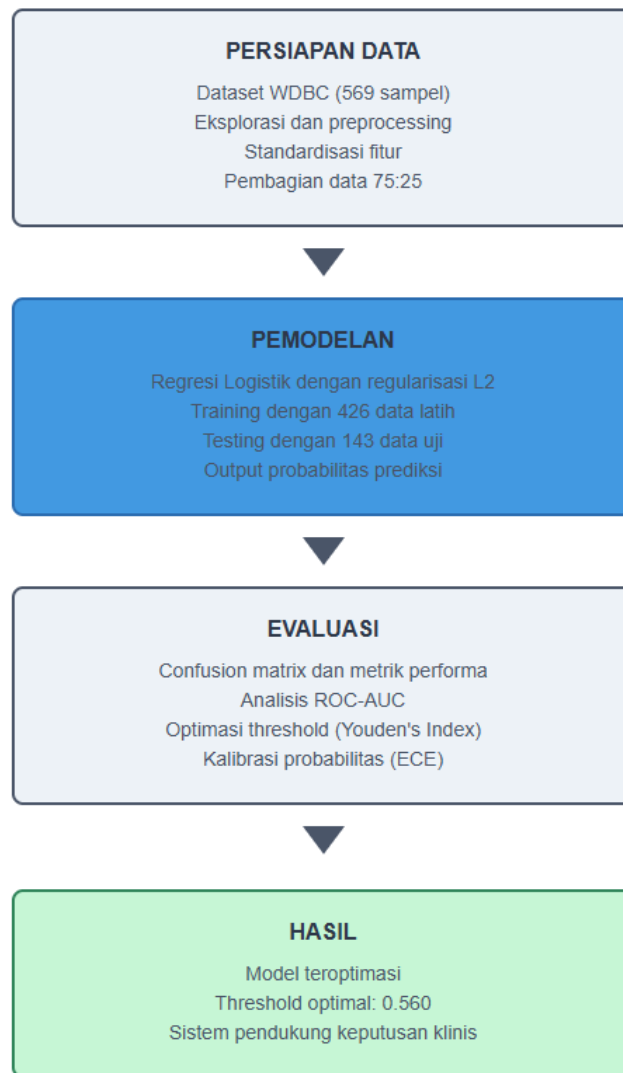 PERSIAPAN DATA
Dataset WDBC (569 sampel)
Eksplorasi dan preprocessing
Standardisasi fitur
Pembagian data 75:25
PEMODELAN
Regresi Logistik dengan regularisasi L2
Training dengan 426 data latih
Testing dengan 143 data uji
Output probabilitas prediksi
EVALUASI
Confusion matrix dan metrik performa
Analisis ROC-AUC
Optimasi threshold (Youden's Index)
Kalibrasi probabilitas (ECE)
HASIL
Model teroptimasi
Threshold optimal: 0.560
Sistem pendukung keputusan klinis